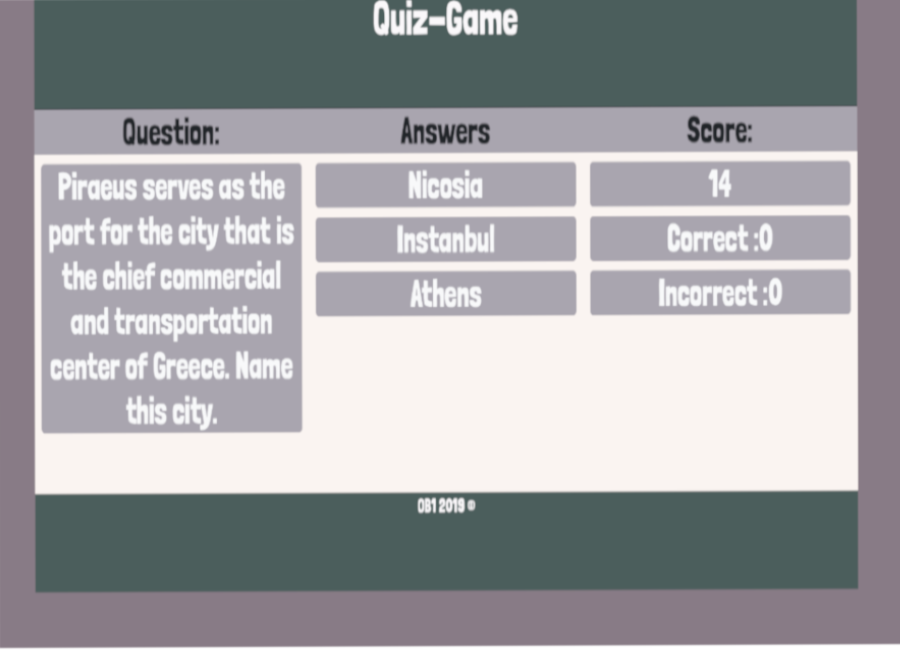 Quiz-Game
Question:
Answers
Score:
Piraeus serves as the
port for the city that is
the chief commercial
and transportation
center of Greece. Name
this city.
Nicosia
Instanbul
Athens
14
Correct :0
Incorrect :0
OB1 2019 ©